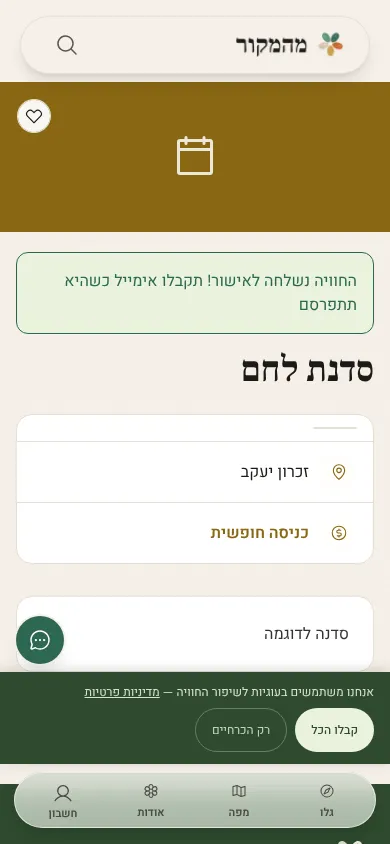 מהמקור
החוויה נשלחה לאישור! תקבלו אימייל כשהיא
תתפרסם
סדנת לחם
זכרון יעקב
כניסה חופשית
סדנה לדוגמה
אנחנו משתמשים בעוגיות לשיפור החוויה — מדיניות פרטיות
קבלו הכל
רק הכרחיים
גלו
מפה
אודות
חשבון